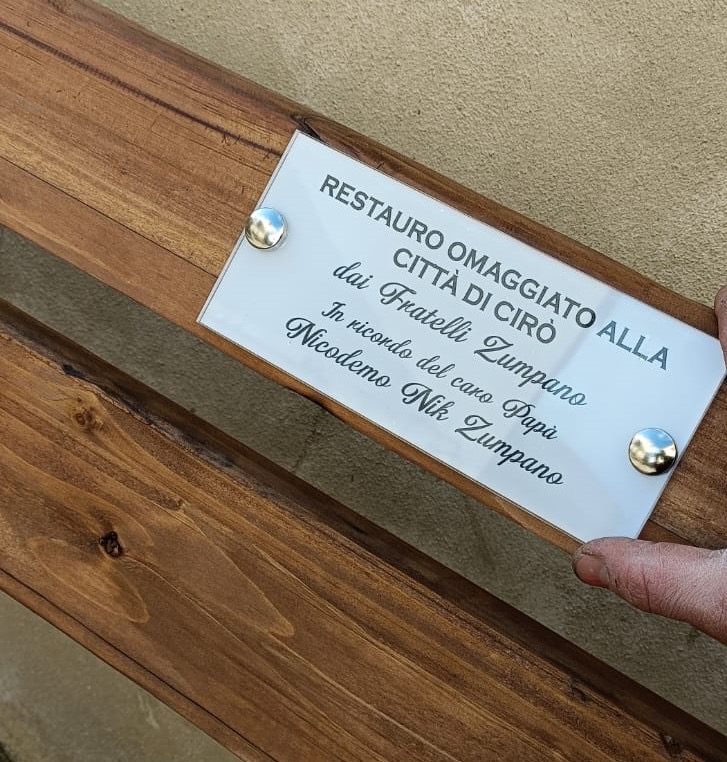 RESTAURO OMAGGIATO ALLA
CITTÀ DI CIRÒ
dai Fratelli Zumpano
In ricordo del caro Papà
Nicodemo Nik Zumpano